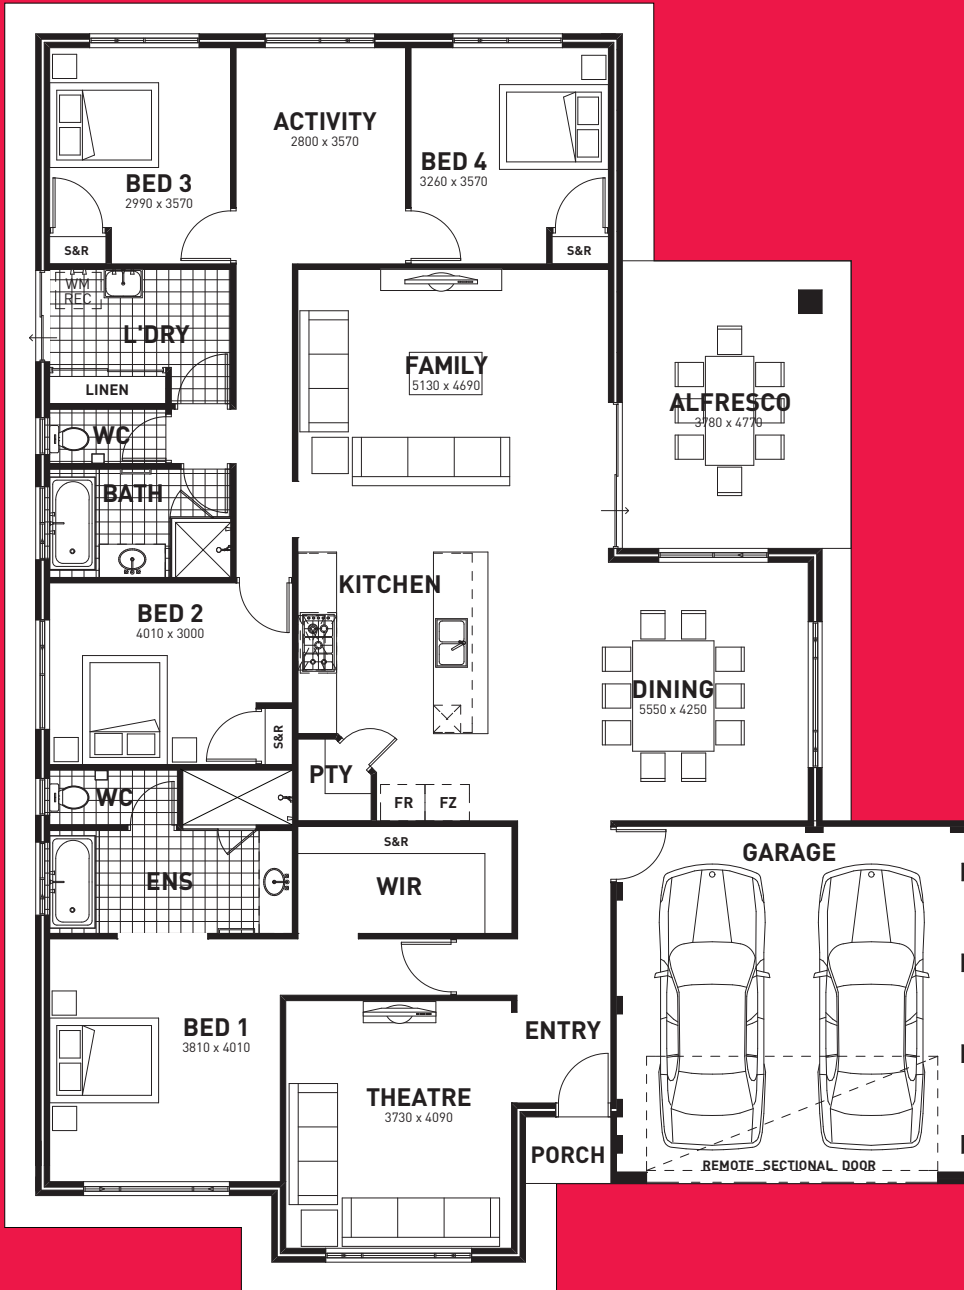 ACTIVITY
2800 x 3570
BED 4
3260 x 3570
BED 3
2990 x 3570
S&R
S&R
WM
REC
L'DRY
LINEN
FAMILY
5130 x 4690
ALFRESCO
3780 x 4770
WC
BATH
KITCHEN
BED 2
4010 x 3000
DINING
5550 x 4250
S&R
PTY
WC
FR
FZ
S&R
GARAGE
ENS
WIR
BED 1
3810 x 4010
ENTRY
THEATRE
3730 x 4090
PORCH
REMOTE SECTIONAL DOOR